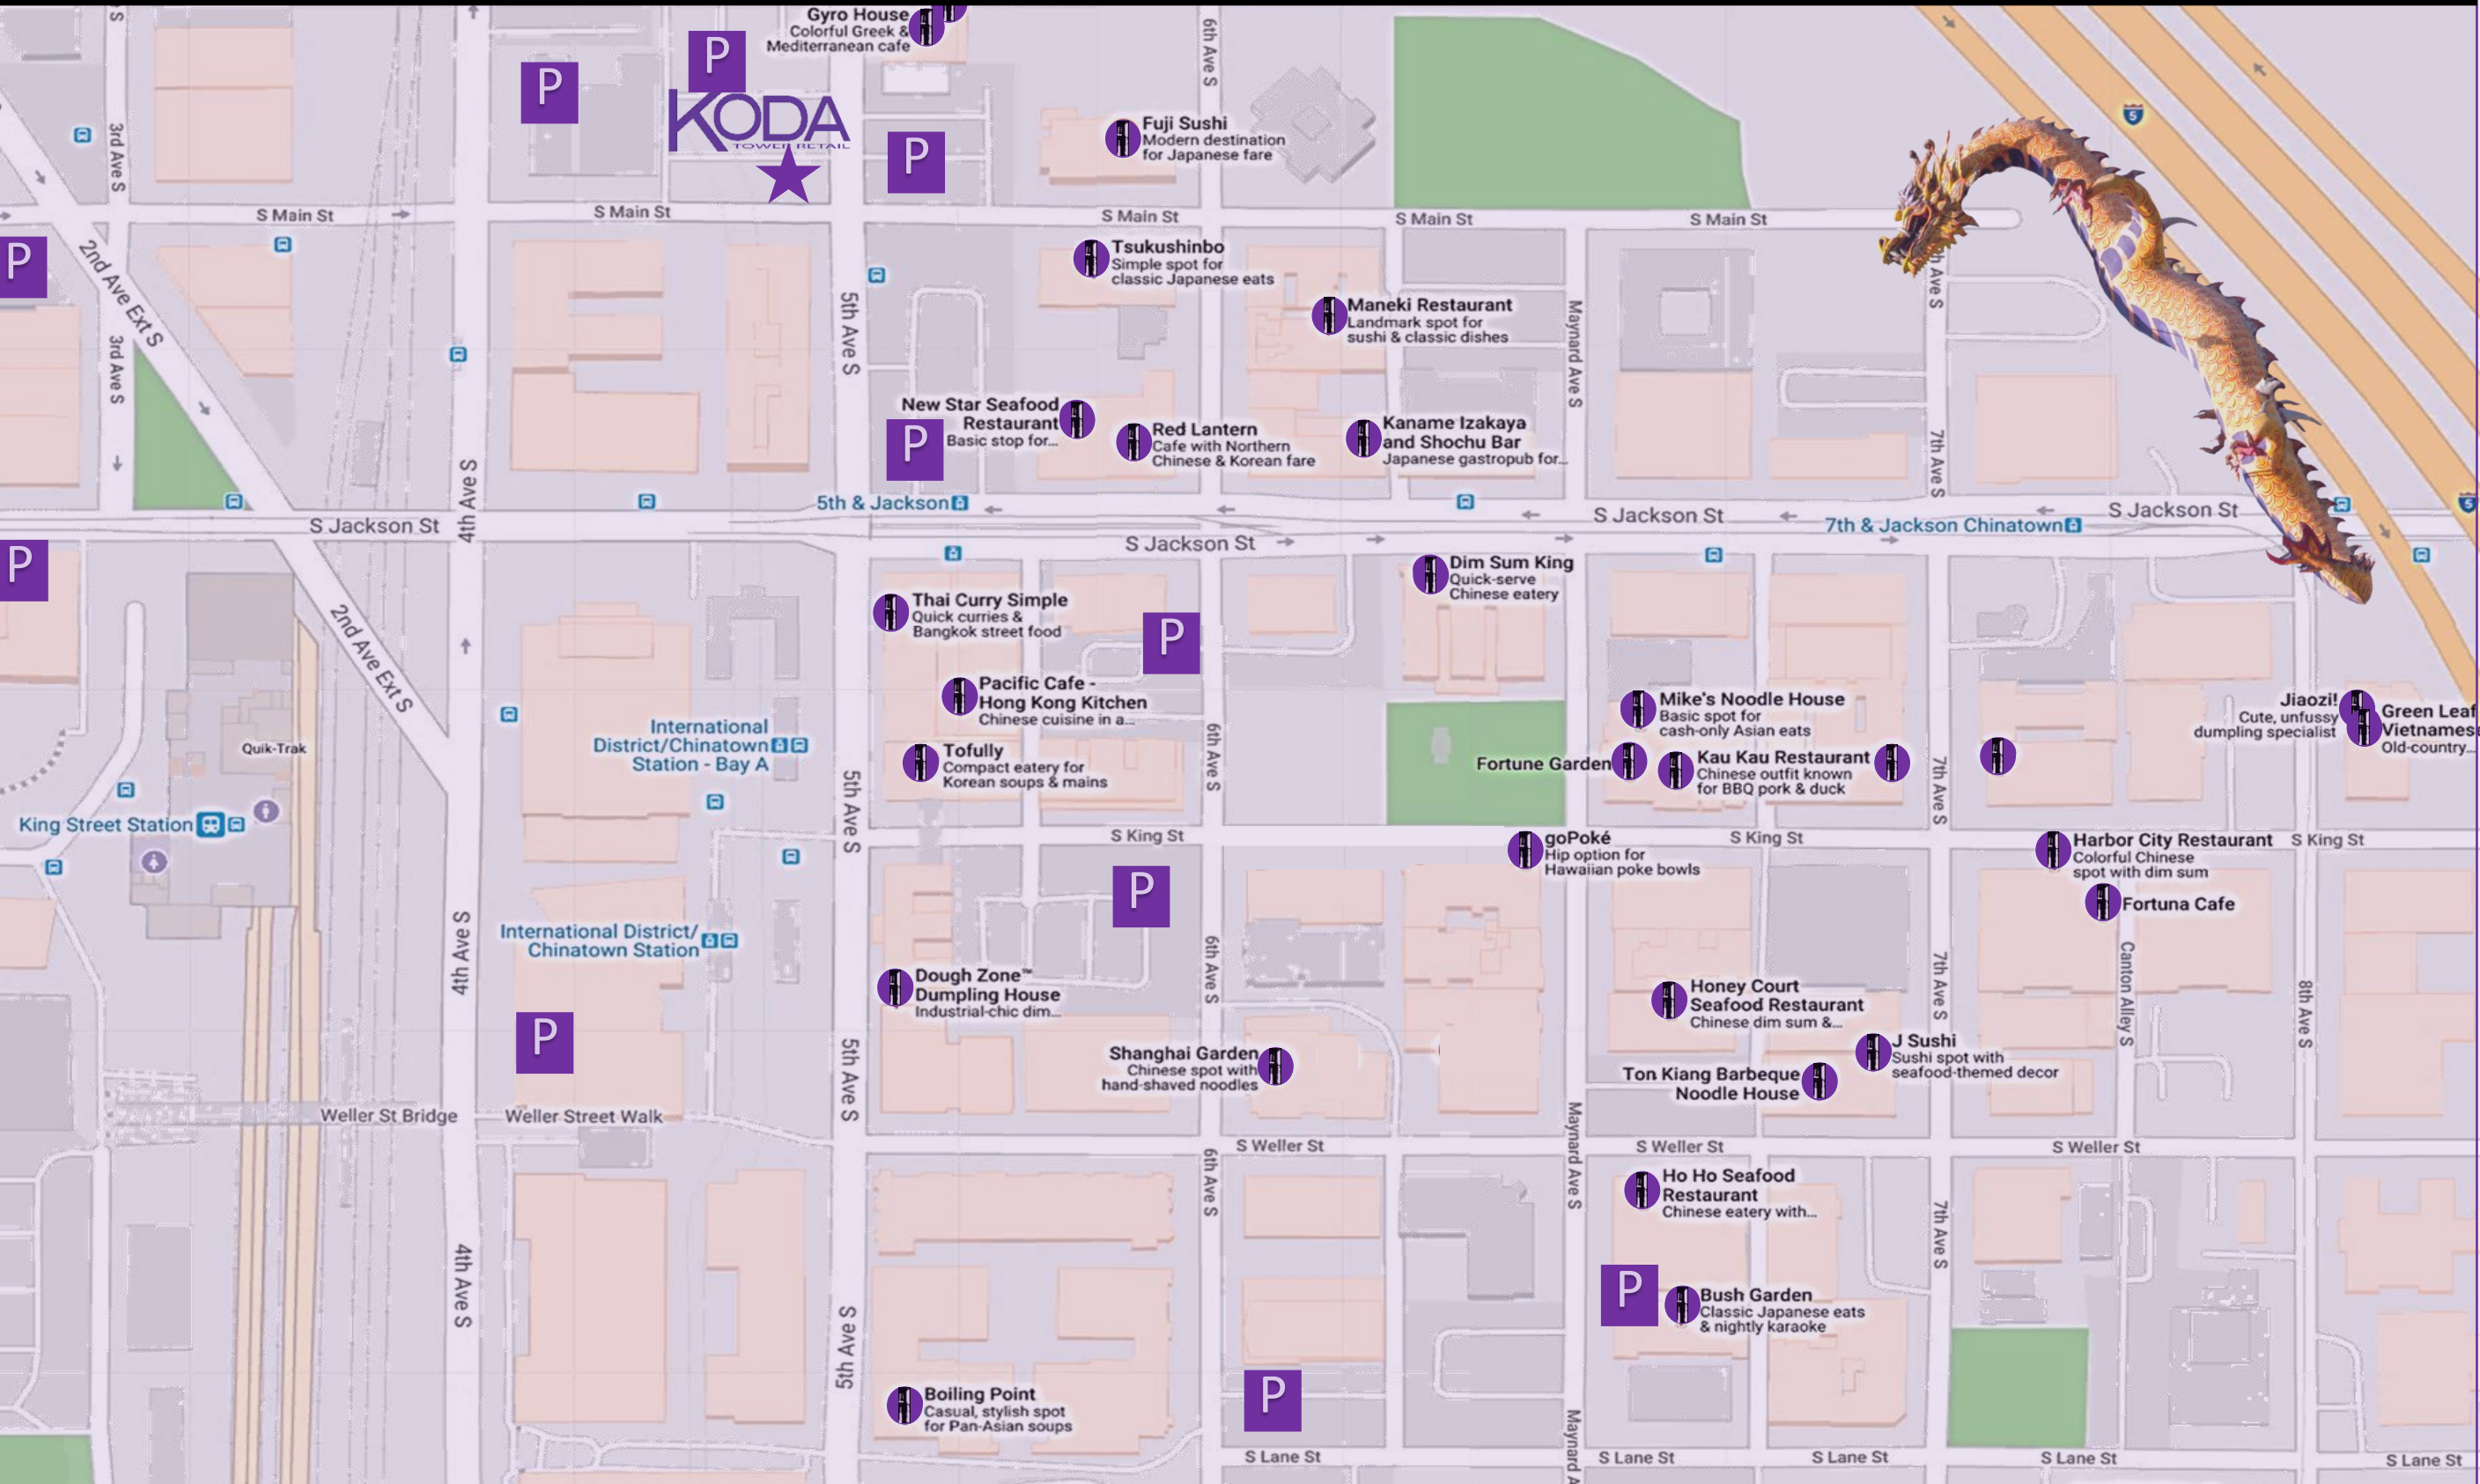 S
Gyro House
Colorful Greek &
Mediterranean cafe
6th Ave S
P
P
KODA
TOWER RETAIL
P
Fuji Sushi
Modern destination
for Japanese fare
3rd Ave S
5
S Main St
S Main St
S Main St
S Main St
S Main St
P
2nd Ave Ext S
Tsukushinbo
Simple spot for
classic Japanese eats
h Ave S
Maneki Restaurant
Landmark spot for
sushi & classic dishes
5th Ave S
Maynard Ave S
3rd Ave S
New Star Seafood
Restaurant
Basic stop for...
P
Red Lantern
Cafe with Northern
Chinese & Korean fare
Kaname Izakaya
and Shochu Bar
Japanese gastropub for...
7th Ave S
4th Ave S
5th & Jackson
5
S Jackson St
S Jackson St
S Jackson St
S Jackson St
7th & Jackson Chinatown
P
Dim Sum King
Quick-serve
Chinese eatery
Thai Curry Simple
Quick curries &
Bangkok street food
P
2nd Ave Ext S
Pacific Cafe -
Hong Kong Kitchen
Chinese cuisine in a...
Mike's Noodle House
Basic spot for
cash-only Asian eats
Jiaozi!
Cute, unfussy
dumpling specialist
Green Leaf
Vietnamese
Old-country...
International
District/Chinatown
Station - Bay A
Quik-Trak
Tofully
Compact eatery for
Korean soups & mains
6th Ave S
Fortune Garden
Kau Kau Restaurant
Chinese outfit known
for BBQ pork & duck
7th Ave S
5th Ave S
King Street Station
S King St
goPoké
Hip option for
Hawaiian poke bowls
S King St
Harbor City Restaurant
Colorful Chinese
spot with dim sum
S King St
P
Fortuna Cafe
4th Ave S
International District/
Chinatown Station
6th Ave S
Canton Alley S
7th Ave S
8th Ave S
Dough Zone™
Dumpling House
Industrial-chic dim...
Honey Court
Seafood Restaurant
Chinese dim sum &...
P
5th Ave S
Shanghai Garden
Chinese spot with
hand-shaved noodles
J Sushi
Sushi spot with
seafood-themed decor
Ton Kiang Barbeque
Noodle House
Weller St Bridge
Weller Street Walk
Maynard Ave S
S Weller St
S Weller St
S Weller St
6th Ave S
Ho Ho Seafood
Restaurant
Chinese eatery with...
7th Ave S
4th Ave S
P
Bush Garden
Classic Japanese eats
& nightly karaoke
5th Ave S
P
Boiling Point
Casual, stylish spot
for Pan-Asian soups
Maynard A
S Lane St
S Lane St
S Lane St
S Lane St
S Lane St